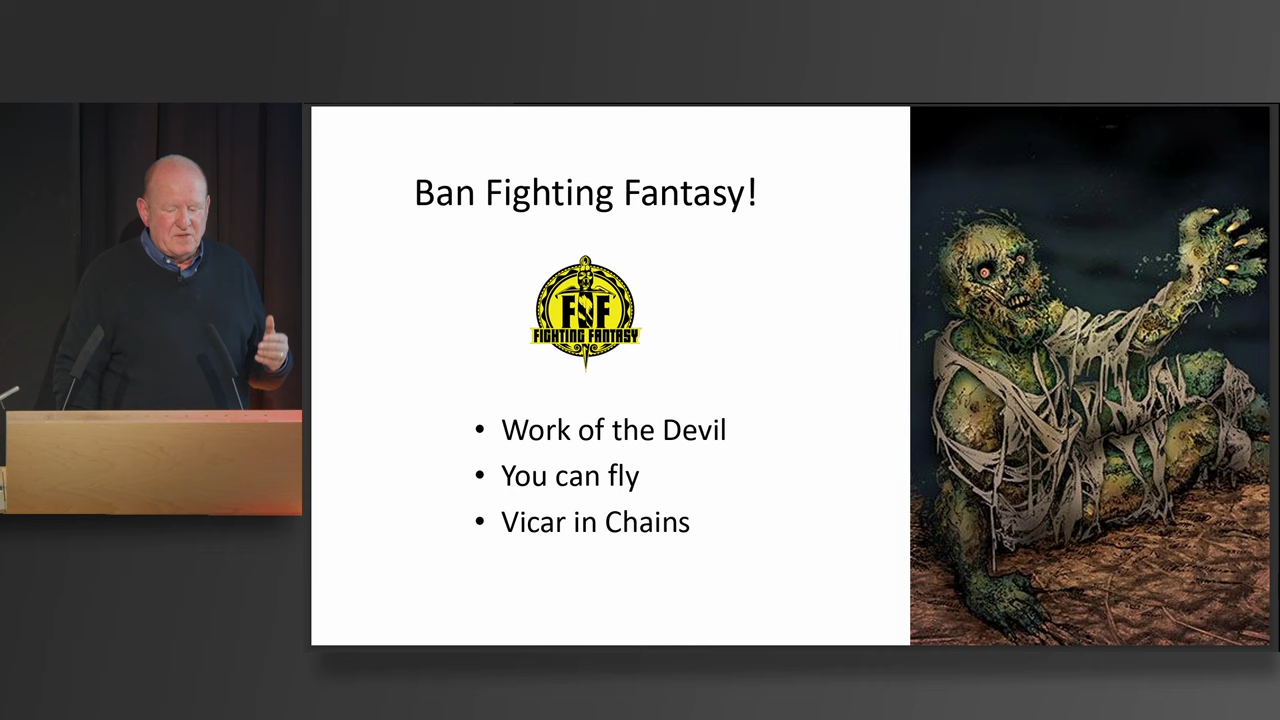 Ban Fighting Fantasy!
FF
FIGHTING FANTASY
• Work of the Devil
• You can fly
• Vicar in Chains